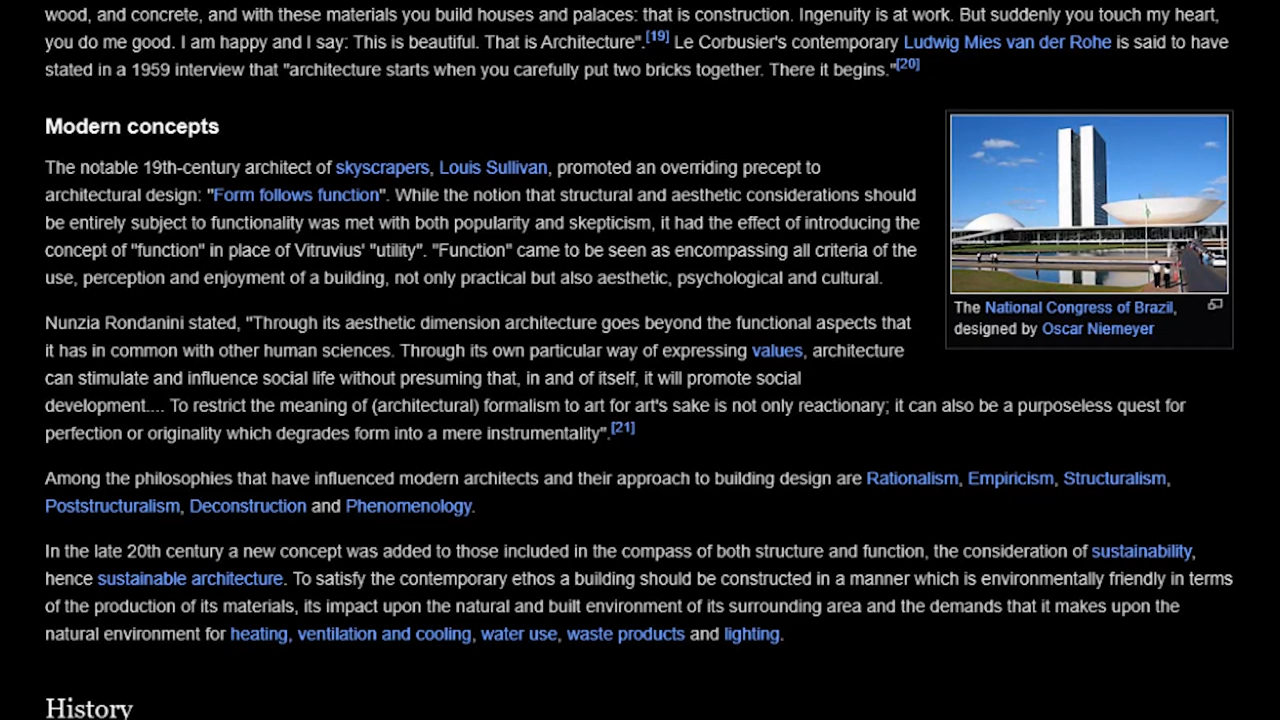 wood, and concrete, and with these materials you build houses and palaces: that is construction. Ingenuity is at work. But suddenly you touch my heart,
you do me good. I am happy and I say: This is beautiful. That is Architecture".[19] Le Corbusier's contemporary Ludwig Mies van der Rohe is said to have
stated in a 1959 interview that "architecture starts when you carefully put two bricks together. There it begins."[20]
Modern concepts
The notable 19th-century architect of skyscrapers, Louis Sullivan, promoted an overriding precept to
architectural design: "Form follows function". While the notion that structural and aesthetic considerations should
be entirely subject to functionality was met with both popularity and skepticism, it had the effect of introducing the
concept of "function" in place of Vitruvius' "utility". "Function" came to be seen as encompassing all criteria of the
use, perception and enjoyment of a building, not only practical but also aesthetic, psychological and cultural.
The National Congress of Brazil,
designed by Oscar Niemeyer
Nunzia Rondanini stated, "Through its aesthetic dimension architecture goes beyond the functional aspects that
it has in common with other human sciences. Through its own particular way of expressing values, architecture
can stimulate and influence social life without presuming that, in and of itself, it will promote social
development.... To restrict the meaning of (architectural) formalism to art for art's sake is not only reactionary; it can also be a purposeless quest for
perfection or originality which degrades form into a mere instrumentality".[21]
Among the philosophies that have influenced modern architects and their approach to building design are Rationalism, Empiricism, Structuralism,
Poststructuralism, Deconstruction and Phenomenology.
In the late 20th century a new concept was added to those included in the compass of both structure and function, the consideration of sustainability,
hence sustainable architecture. To satisfy the contemporary ethos a building should be constructed in a manner which is environmentally friendly in terms
of the production of its materials, its impact upon the natural and built environment of its surrounding area and the demands that it makes upon the
natural environment for heating, ventilation and cooling, water use, waste products and lighting.
History